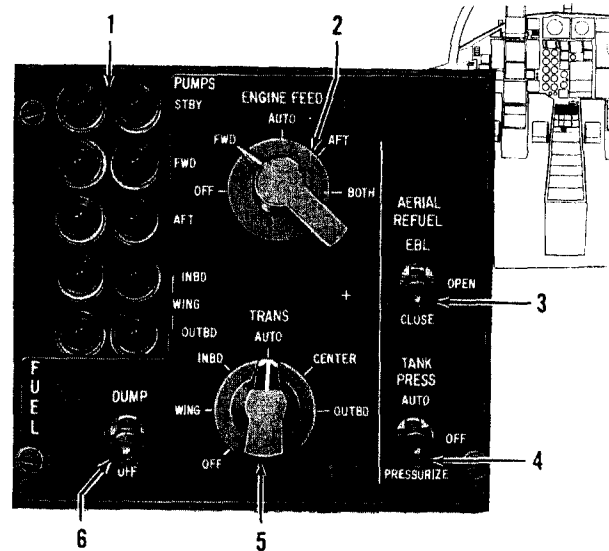 1
2
PUMPS
STBY
FWD
AFT
INBD
WING
OUTBD
FUEL
DUMP
OFF
6
ENGINE FEED
OFF
FWD
AUTO
AFT
BOTH
TRANS
OFF
WING
INBD
AUTO
CENTER
OUTBD
5
AERIAL
REFUEL
EBL
OPEN
CLOSE
3
TANK
PRESS
AUTO
OFF
PRESSURIZE
4